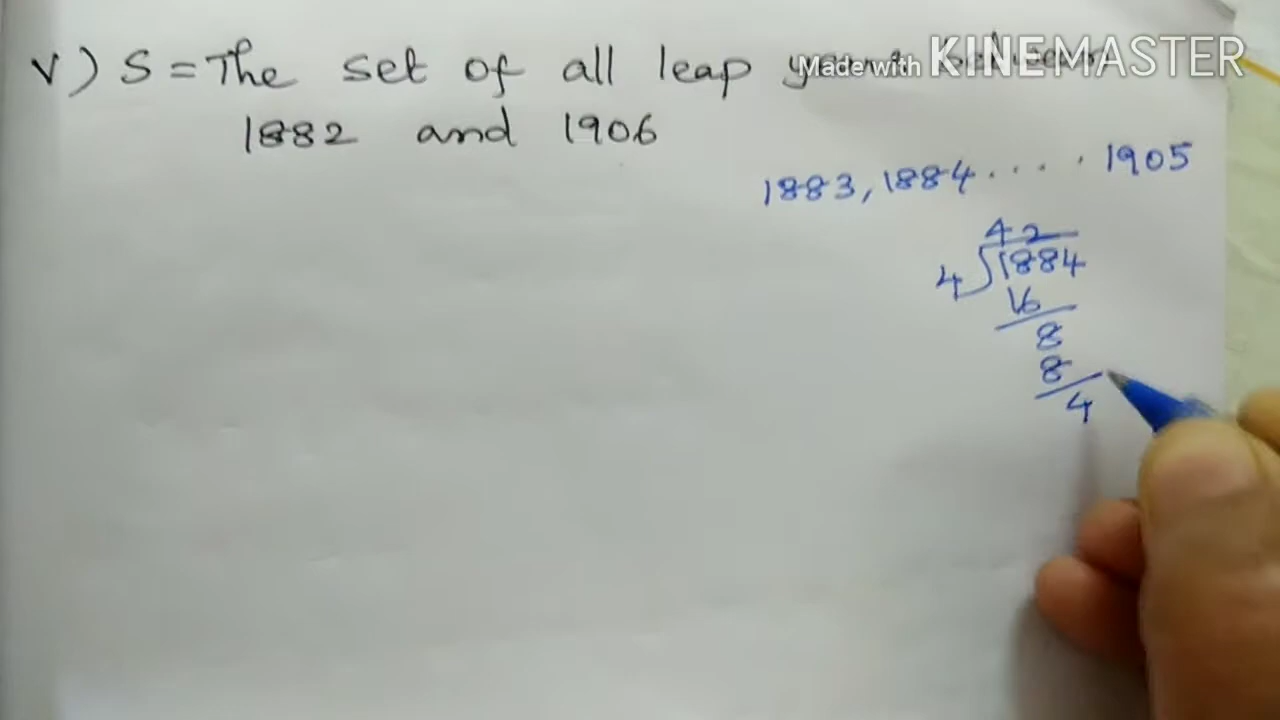 V) S = The set of all leap
Made with KINEMASTER
1882 and 1906
1883, 1884 . . . . . 1905
42
4 1884
16
8
8
4